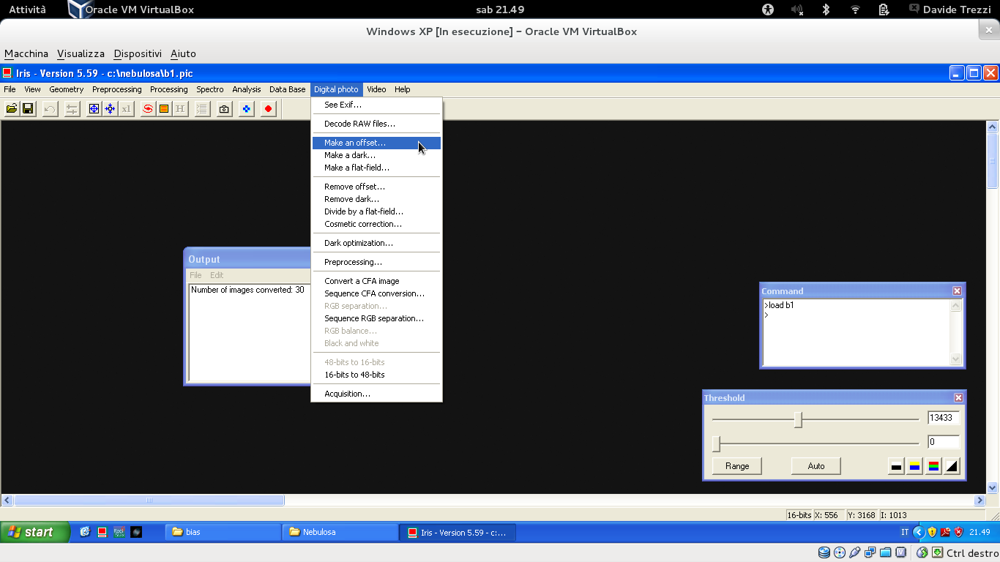 Attività Oracle VM VirtualBox sab 21.49 Davide Trezzi
Windows XP [In esecuzione] – Oracle VM VirtualBox
Macchina Visualizza Dispositivi Aiuto
Iris - Version 5.59 - c:\nebulosa\b1.pic
File View Geometry Preprocessing Processing Spectro Analysis Data Base Digital photo Video Help
x1 H
See Exif...
Decode RAW files...
Make an offset...
Make a dark...
Make a flat-field...
Remove offset...
Remove dark...
Divide by a flat-field...
Cosmetic correction...
Dark optimization...
Preprocessing...
Convert a CFA image
Sequence CFA conversion...
RGB separation...
Sequence RGB separation...
RGB balance...
Black and white
48-bits to 16-bits
16-bits to 48-bits
Acquisition...
Output
File Edit
Number of images converted: 30
Command
>load b1
>
Threshold
13433
0
Range Auto
16-bits X: 556 Y: 3168 I: 1013
start bias Nebulosa Iris - Version 5.59 - c:... IT 21.49
Ctrl destro